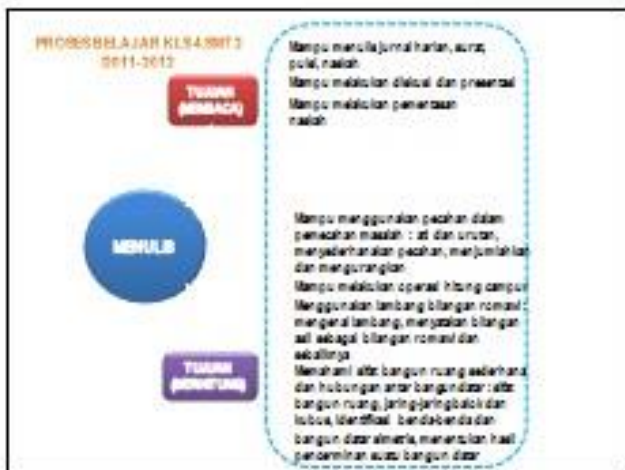 PROSES BELAJAR KLS 4 SMT 2
2011-2012
TUJUAN
(MEMBACA)
Mampu menulis jurnal harian, surat,
puisi, naskah
Mampu melakukan diskusi dan presentasi
Mampu melakukan pementasan
naskah
MENULIS
Mampu menggunakan pecahan dalam
pemecahan masalah : arti dan urutan,
menyederhanakan pecahan, menjumlahkan
dan mengurangkan
Mampu melakukan operasi hitung campur
Menggunakan lambang bilangan romawi :
mengenal lambang, menyatakan bilangan
asli sebagai bilangan romawi dan
sebaliknya
TUJUAN
(BERHITUNG)
Memahami sifat bangun ruang sederhana
dan hubungan antar bangun datar : sifat
bangun ruang, jaring-jaring balok dan
kubus, identifikasi benda-benda dan
bangun datar simetris, menentukan hasil
pencerminan suatu bangun datar